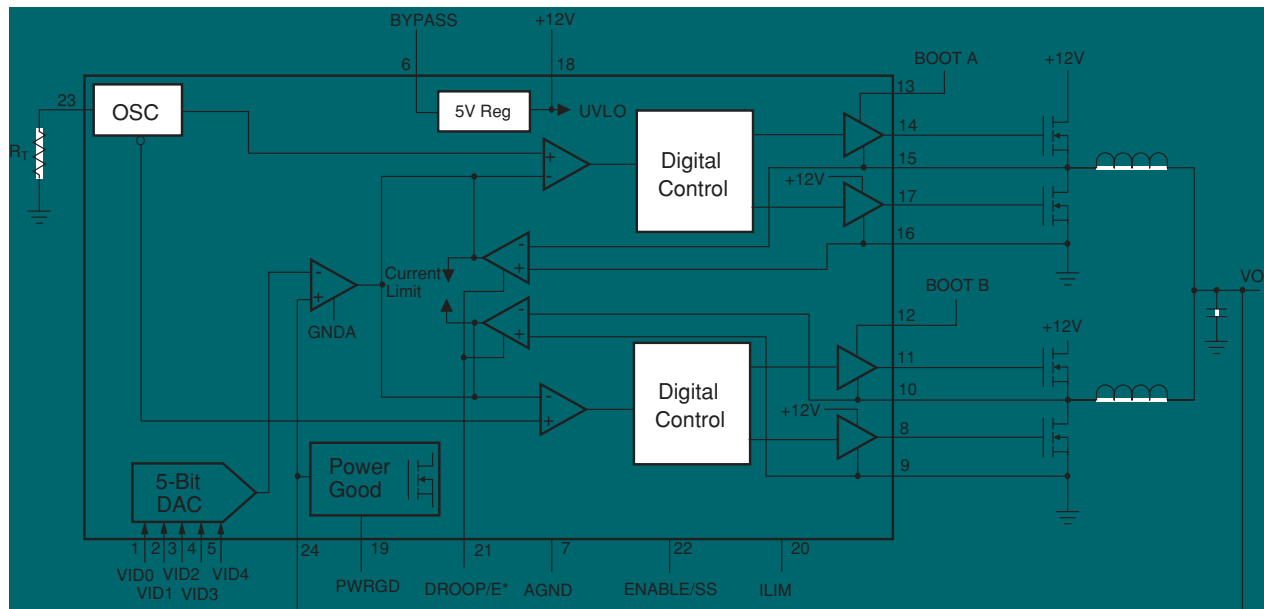 BYPASS +12V
6 18
BOOT A
+12V
13
23
OSC
5V Reg
UVLO
14
RT
+
-
Digital
Control
15
+12V
17
16
-
+
Current
Limit
-
+
GNDA
BOOT B
VO
12
-
+
+12V
11
Digital
Control
10
-
+
+12V
8
9
5-Bit
DAC
Power
Good
1 2 3 4 5 24 19 21 7 22 20
VID0 VID2 VID4
VID1 VID3
PWRGD DROOP/E* AGND ENABLE/SS ILIM